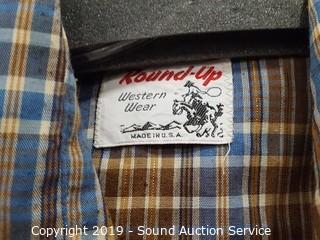 Round-Up
Western
Wear
MADE IN U.S.A.
Copyright 2019 - Sound Auction Service